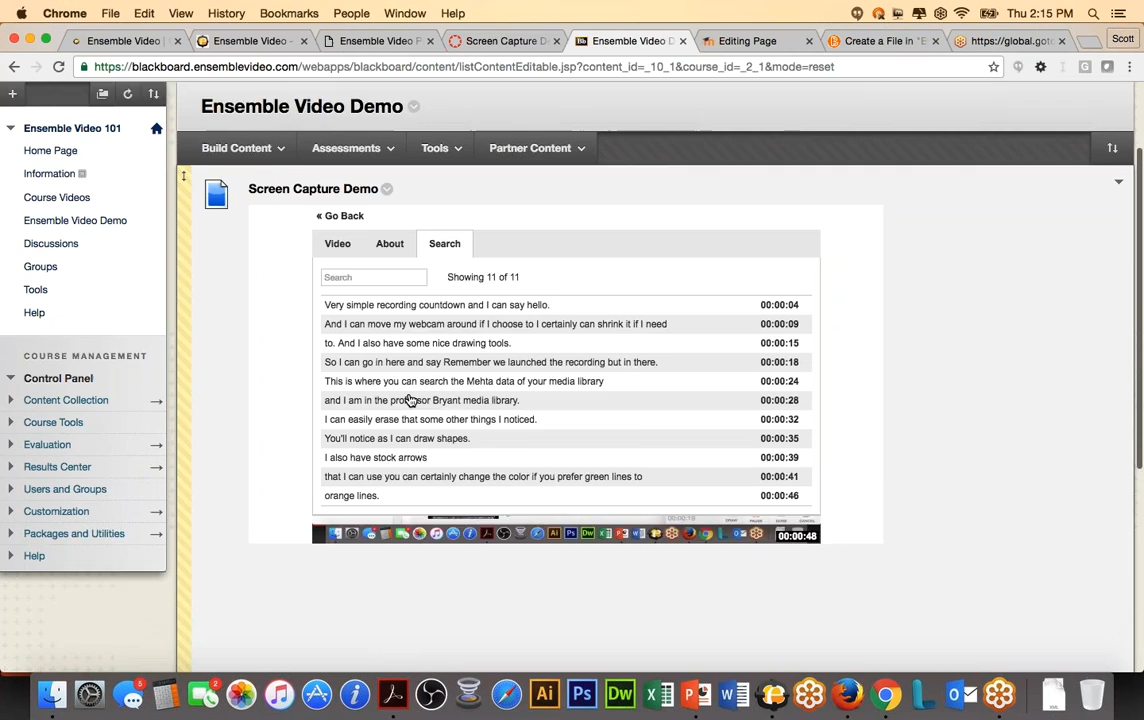 Chrome File Edit View History Bookmarks People Window Help Thu 2:15 PM
Ensemble Video | Ensemble Video - Ensemble Video P Screen Capture D Ensemble Video D Editing Page Create a File in "E https://global.goto Scott
https://blackboard.ensemblevideo.com/webapps/blackboard/content/listContentEditable.jsp?content_id=_10_1&course_id=_2_1&mode=reset
Ensemble Video 101
Home Page
Information
Course Videos
Ensemble Video Demo
Discussions
Groups
Tools
Help
COURSE MANAGEMENT
Control Panel
Content Collection
Course Tools
Evaluation
Results Center
Users and Groups
Customization
Packages and Utilities
Help
Ensemble Video Demo
Build Content Assessments Tools Partner Content
Screen Capture Demo
« Go Back
Video About Search
Search Showing 11 of 11
Very simple recording countdown and I can say hello. 00:00:04
And I can move my webcam around if I choose to I certainly can shrink it if I need 00:00:09
to. And I also have some nice drawing tools. 00:00:15
So I can go in here and say Remember we launched the recording but in there. 00:00:18
This is where you can search the Mehta data of your media library 00:00:24
and I am in the professor Bryant media library. 00:00:28
I can easily erase that some other things I noticed. 00:00:32
You'll notice as I can draw shapes. 00:00:35
I also have stock arrows 00:00:39
that I can use you can certainly change the color if you prefer green lines to 00:00:41
orange lines. 00:00:46
00:00:48
5 2 Ai Ps Dw